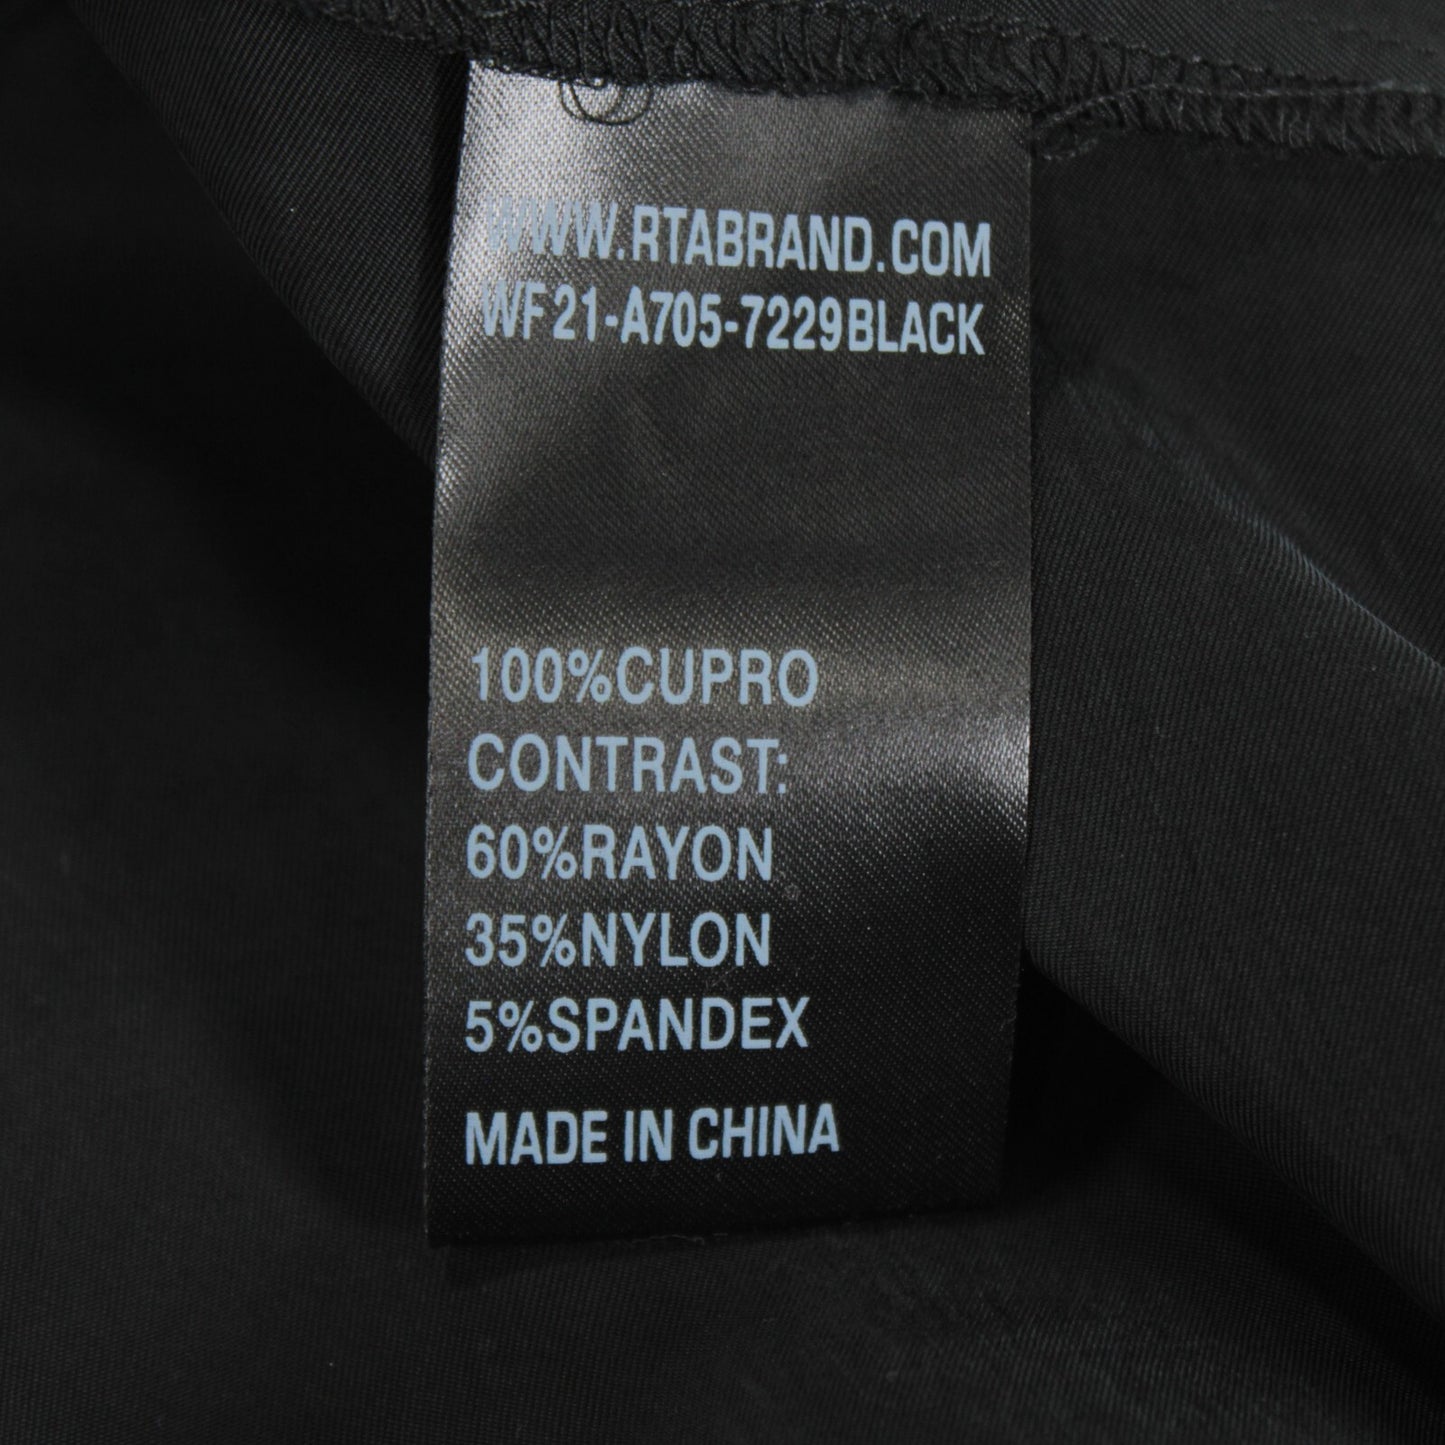 WWW.RTABRAND.COM
WF21-A705-7229BLACK
100%CUPRO
CONTRAST:
60%RAYON
35%NYLON
5%SPANDEX
MADE IN CHINA